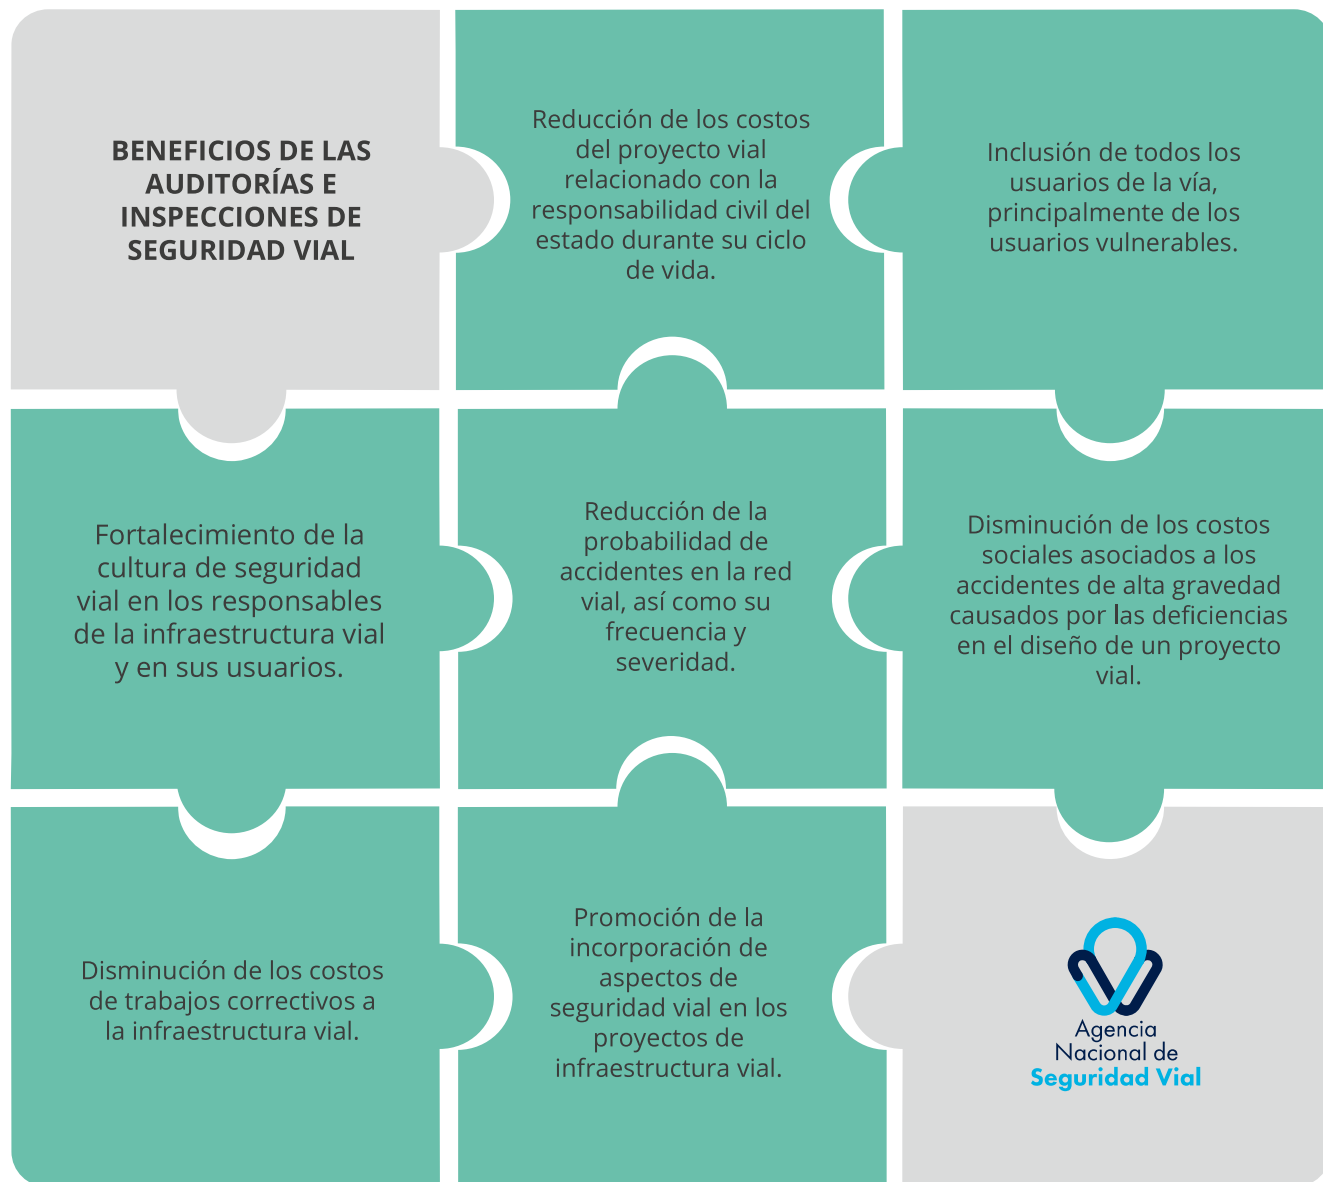 BENEFICIOS DE LAS
AUDITORÍAS E
INSPECCIONES DE
SEGURIDAD VIAL
Reducción de los costos
del proyecto vial
relacionado con la
responsabilidad civil del
estado durante su ciclo
de vida.
Inclusión de todos los
usuarios de la vía,
principalmente de los
usuarios vulnerables.
Fortalecimiento de la
cultura de seguridad
vial en los responsables
de la infraestructura vial
y en sus usuarios.
Reducción de la
probabilidad de
accidentes en la red
vial, así como su
frecuencia y
severidad.
Disminución de los costos
sociales asociados a los
accidentes de alta gravedad
causados por las deficiencias
en el diseño de un proyecto
vial.
Disminución de los costos
de trabajos correctivos a
la infraestructura vial.
Promoción de la
incorporación de
aspectos de
seguridad vial en los
proyectos de
infraestructura vial.
Agencia
Nacional de
Seguridad Vial